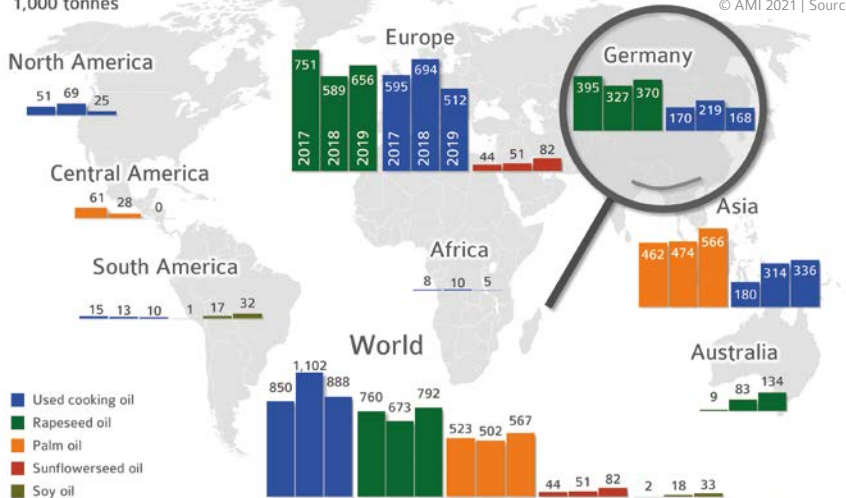 1,000 tonnes
© AMI 2021 | Sourc
North America
51 69 25
Europe
751 589 656 595 694 512 44 51 82
2017 2018 2019 2017 2018 2019
Germany
395 327 370 170 219 168
Central America
61 28 0
Asia
462 474 566 180 314 336
South America
15 13 10 1 17 32
Africa
8 10 5
Australia
9 83 134
World
850 1,102 888 760 673 792 523 502 567 44 51 82 2 18 33
Used cooking oil
Rapeseed oil
Palm oil
Sunflowerseed oil
Soy oil